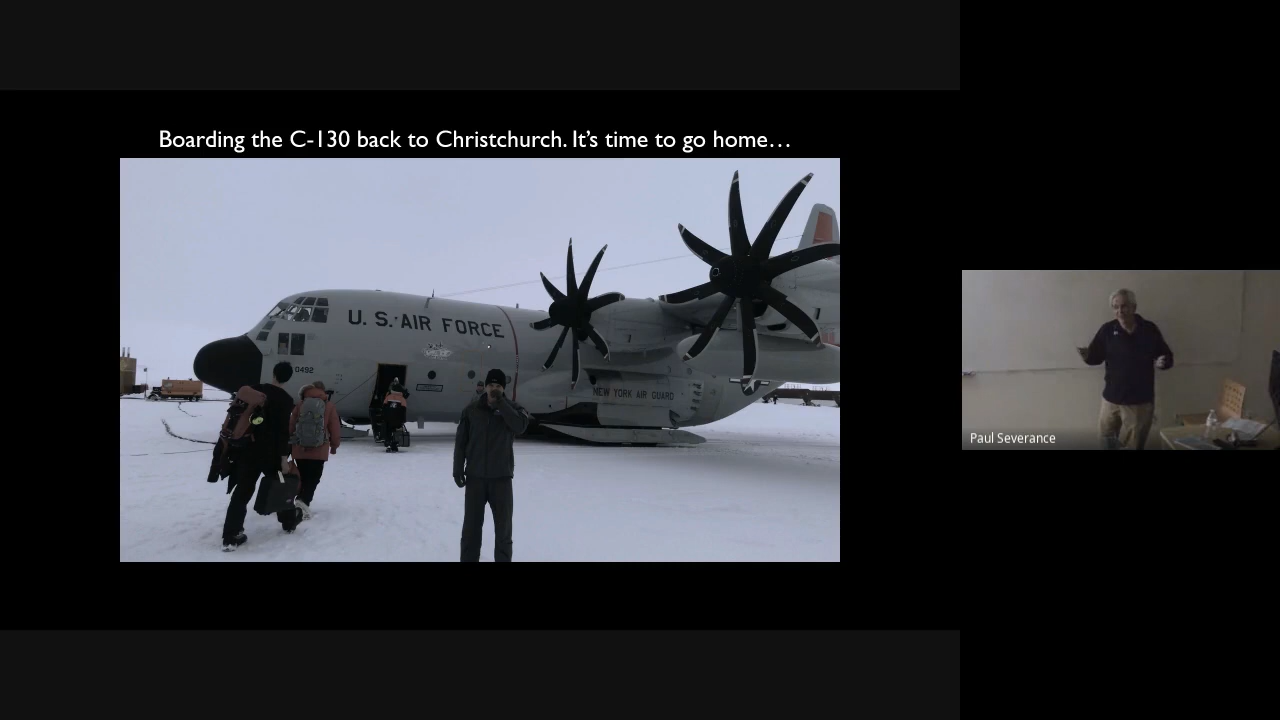 Boarding the C-130 back to Christchurch. It's time to go home…
U. S. AIR FORCE
0492
NEW YORK AIR GUARD
Paul Severance